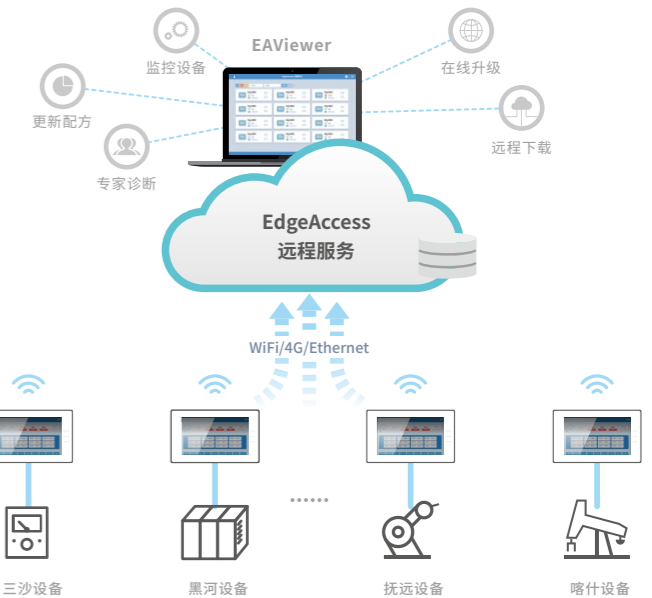 EAViewer
监控设备
在线升级
更新配方
远程下载
专家诊断
EdgeAccess
远程服务
WiFi/4G/Ethernet
......
三沙设备
黑河设备
抚远设备
喀什设备